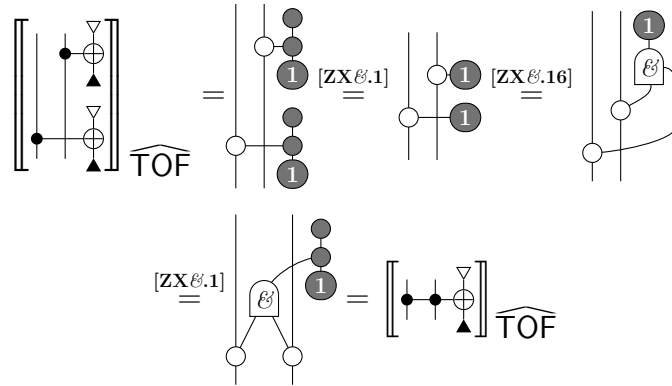 1
[ZX&.1]
[ZX&.16]
1
&
TOF
=
=
1
1
=
1
[ZX&.1]
=
&
1
=
TOF